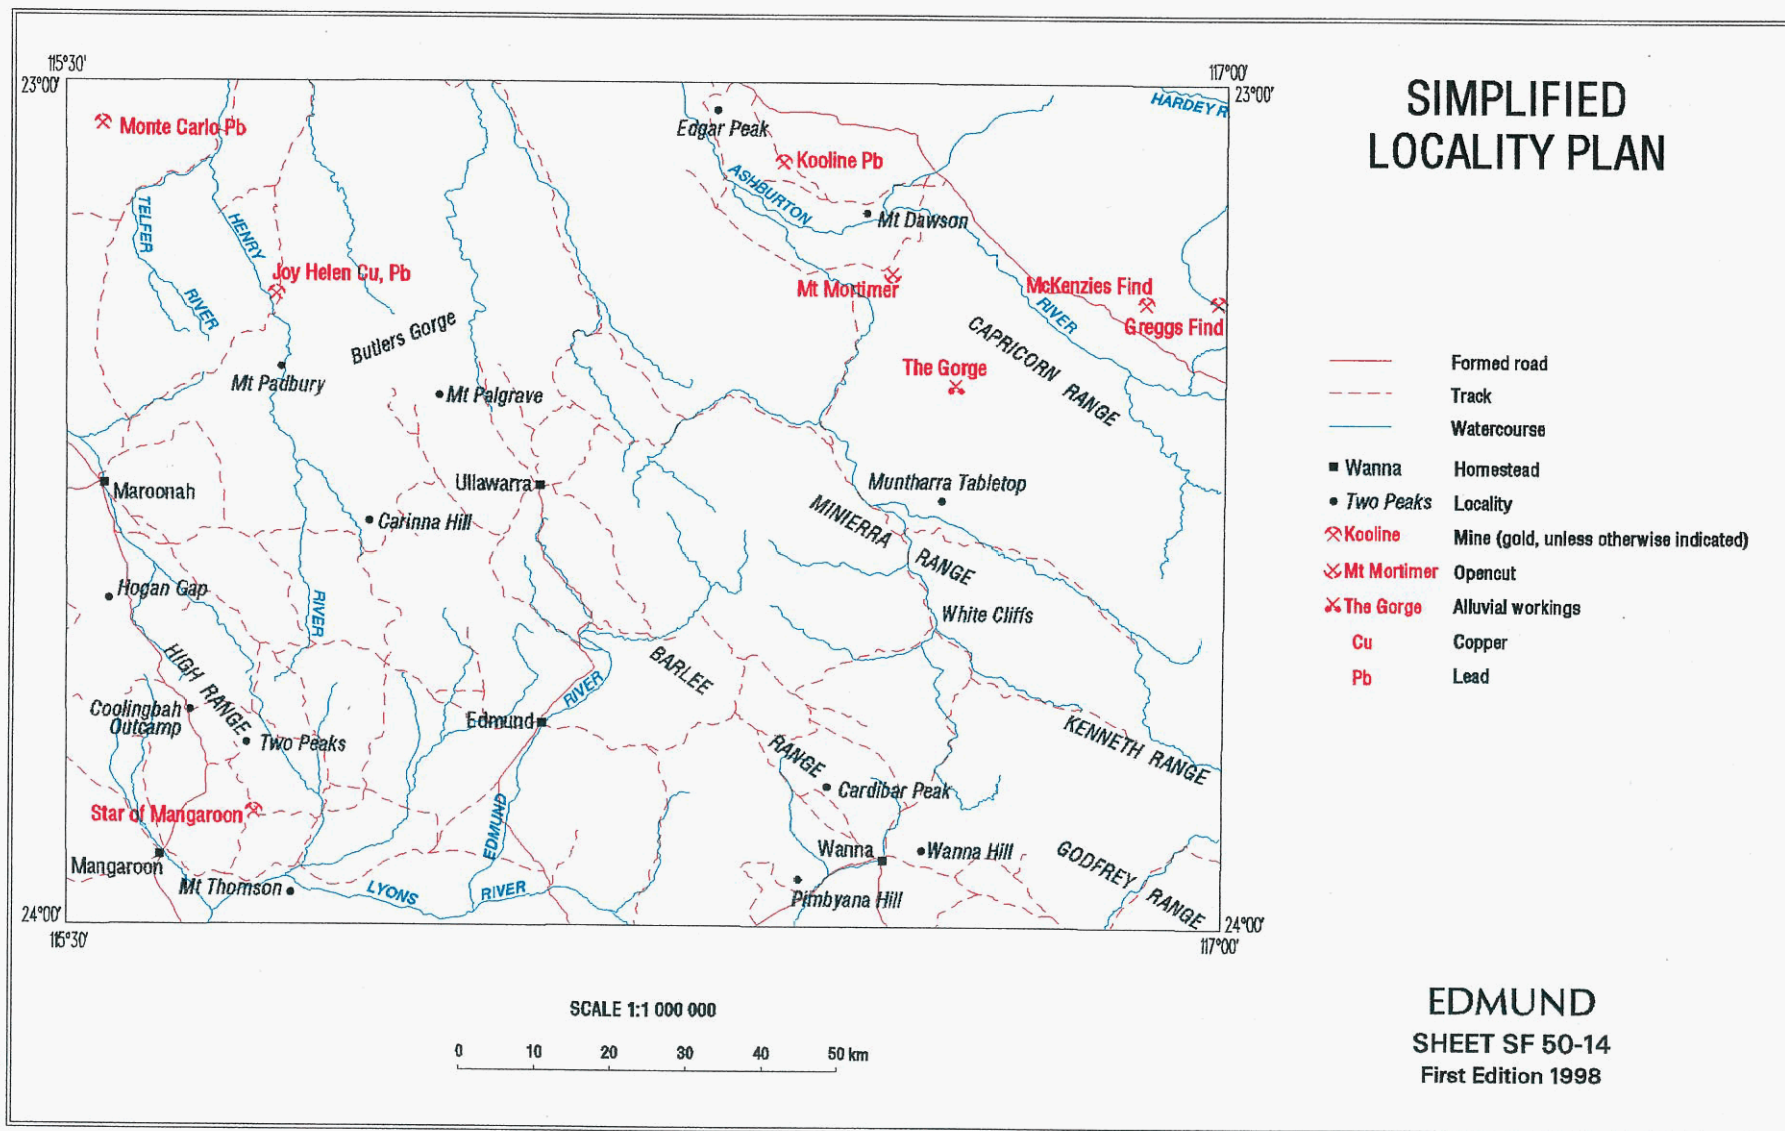 115°30'
117°00'
23°00'
23°00'
HARDEY R
SIMPLIFIED
LOCALITY PLAN
Monte Carlo Pb
Edgar Peak
Kooline Pb
ASHBURTON
TELFER
HENRY
Mt Dawson
Joy Helen Cu, Pb
RIVER
Mt Mortimer
McKenzies Find
RIVER
Greggs Find
Butlers Gorge
CAPRICORN RANGE
Mt Padbury
Mt Palgrave
The Gorge
Maroonah
Ullawarra
Muntharra Tabletop
Carinna Hill
MINIERRA
RANGE
Hogan Gap
RIVER
White Cliffs
HIGH RANGE
BARLEE
RIVER
Coolingbah
Outcamp
Edmund
Two Peaks
RANGE
KENNETH RANGE
Cardibar Peak
Star of Mangaroon
EDMUND
Mangaroon
Wanna
Wanna Hill
GODFREY RANGE
Mt Thomson
LYONS
RIVER
Pimbyana Hill
24°00'
24°00'
115°30'
117°00'
Formed road
Track
Watercourse
Wanna Homestead
Two Peaks Locality
Kooline Mine (gold, unless otherwise indicated)
Mt Mortimer Opencut
The Gorge Alluvial workings
Cu Copper
Pb Lead
SCALE 1:1 000 000
0 10 20 30 40 50 km
EDMUND
SHEET SF 50-14
First Edition 1998